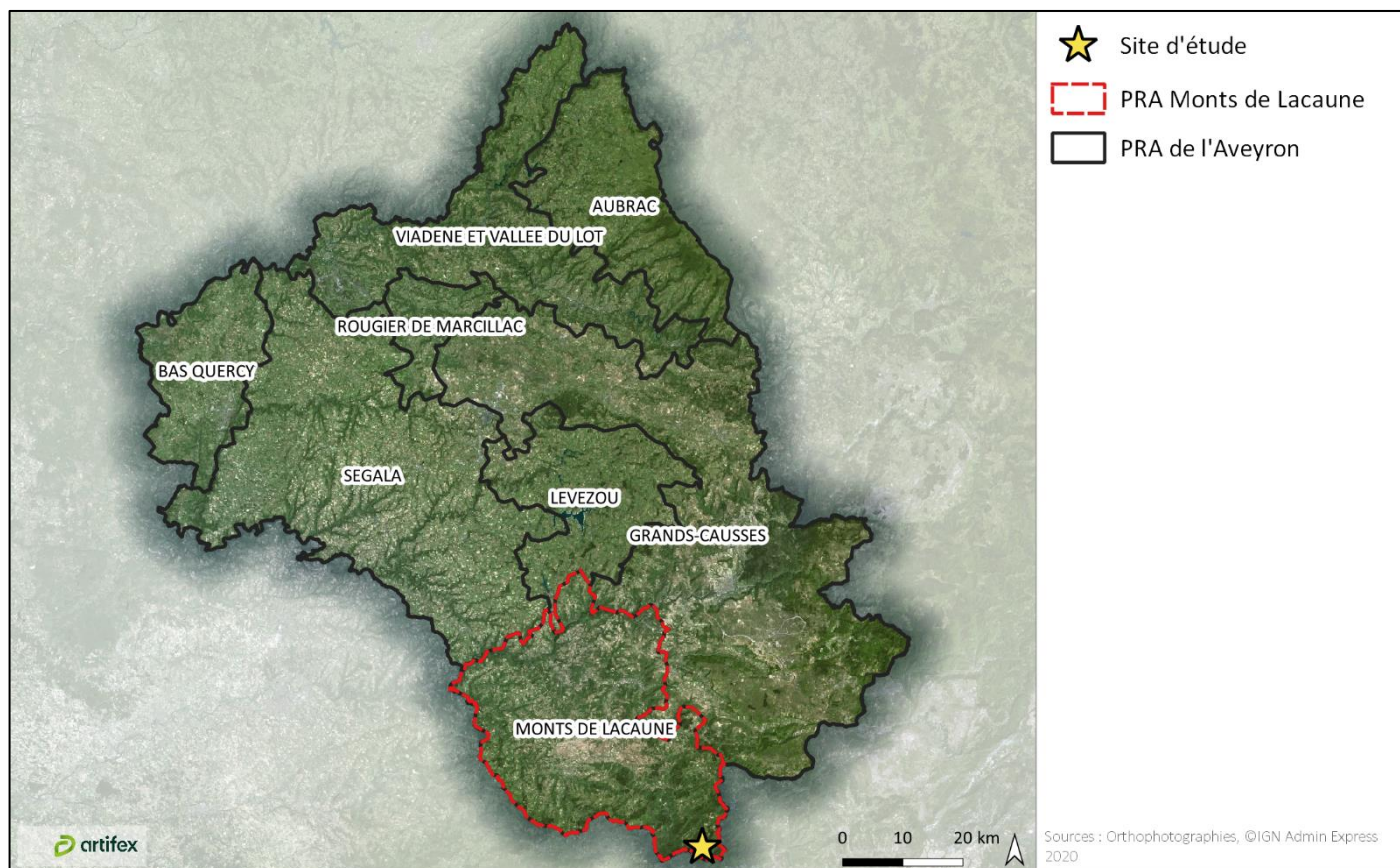 Site d'étude
PRA Monts de Lacaune
PRA de l'Aveyron
AUBRAC
VIADENE ET VALLEE DU LOT
ROUGIER DE MARCILLAC
BAS QUERCY
SEGALA
LEVEZOU
GRANDS-CAUSSES
MONTS DE LACAUNE
artifex
0 10 20 km
Sources : Orthophotographies, ©IGN Admin Express
2020